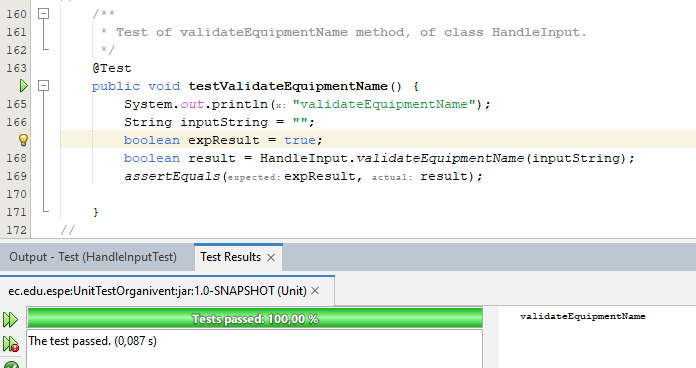 160 /**
161 * Test of validateEquipmentName method, of class HandleInput.
162 */
163 @Test
public void testValidateEquipmentName() {
165 System.out.println(x: "validateEquipmentName");
166 String inputString = "";
boolean expResult = true;
168 boolean result = HandleInput.validateEquipmentName(inputString);
169 assertEquals(expected: expResult, actual: result);
170
171 }
172 //
Output - Test (HandleInputTest) Test Results ×
ec.edu.espe:UnitTestOrganivent:jar:1.0-SNAPSHOT (Unit) ×
Tests passed: 100,00 %
The test passed. (0,087 s)
validateEquipmentName